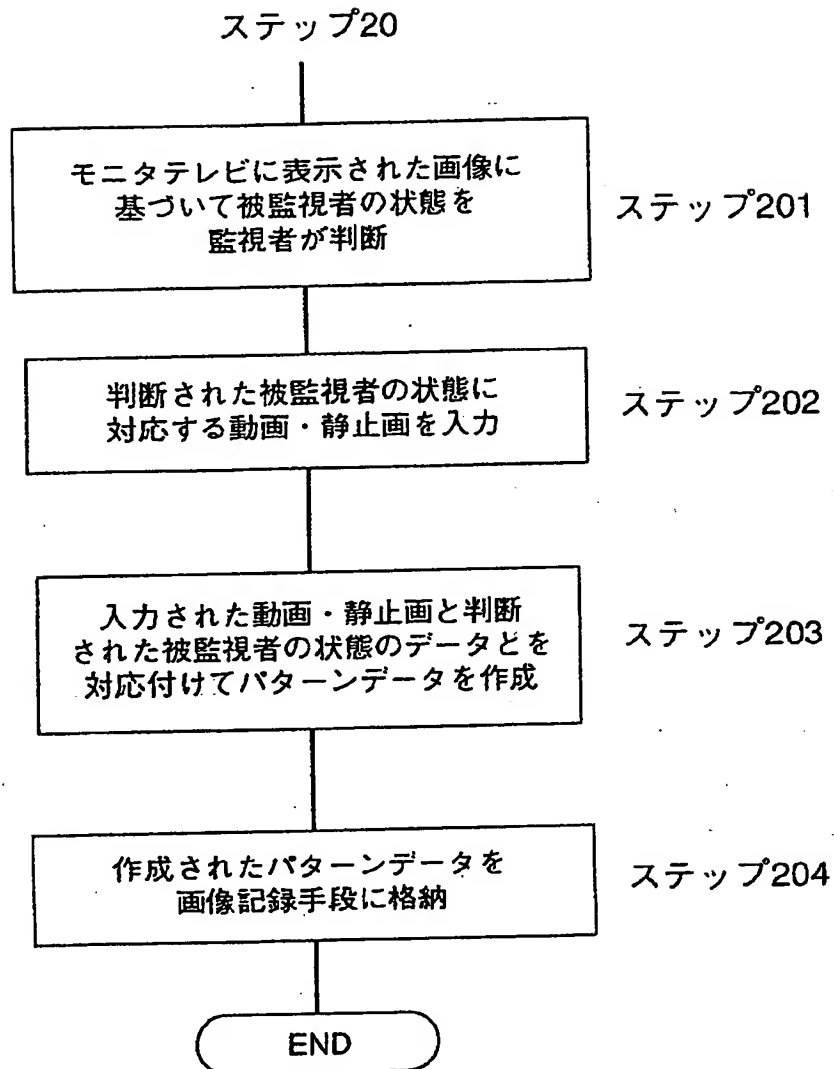 ステップ20
モニタテレビに表示された画像に
基づいて被監視者の状態を
監視者が判断
ステップ201
判断された被監視者の状態に
対応する動画・静止画を入力
ステップ202
入力された動画・静止画と判断
された被監視者の状態のデータとを
対応付けてパターンデータを作成
ステップ203
作成されたパターンデータを
画像記録手段に格納
ステップ204
END